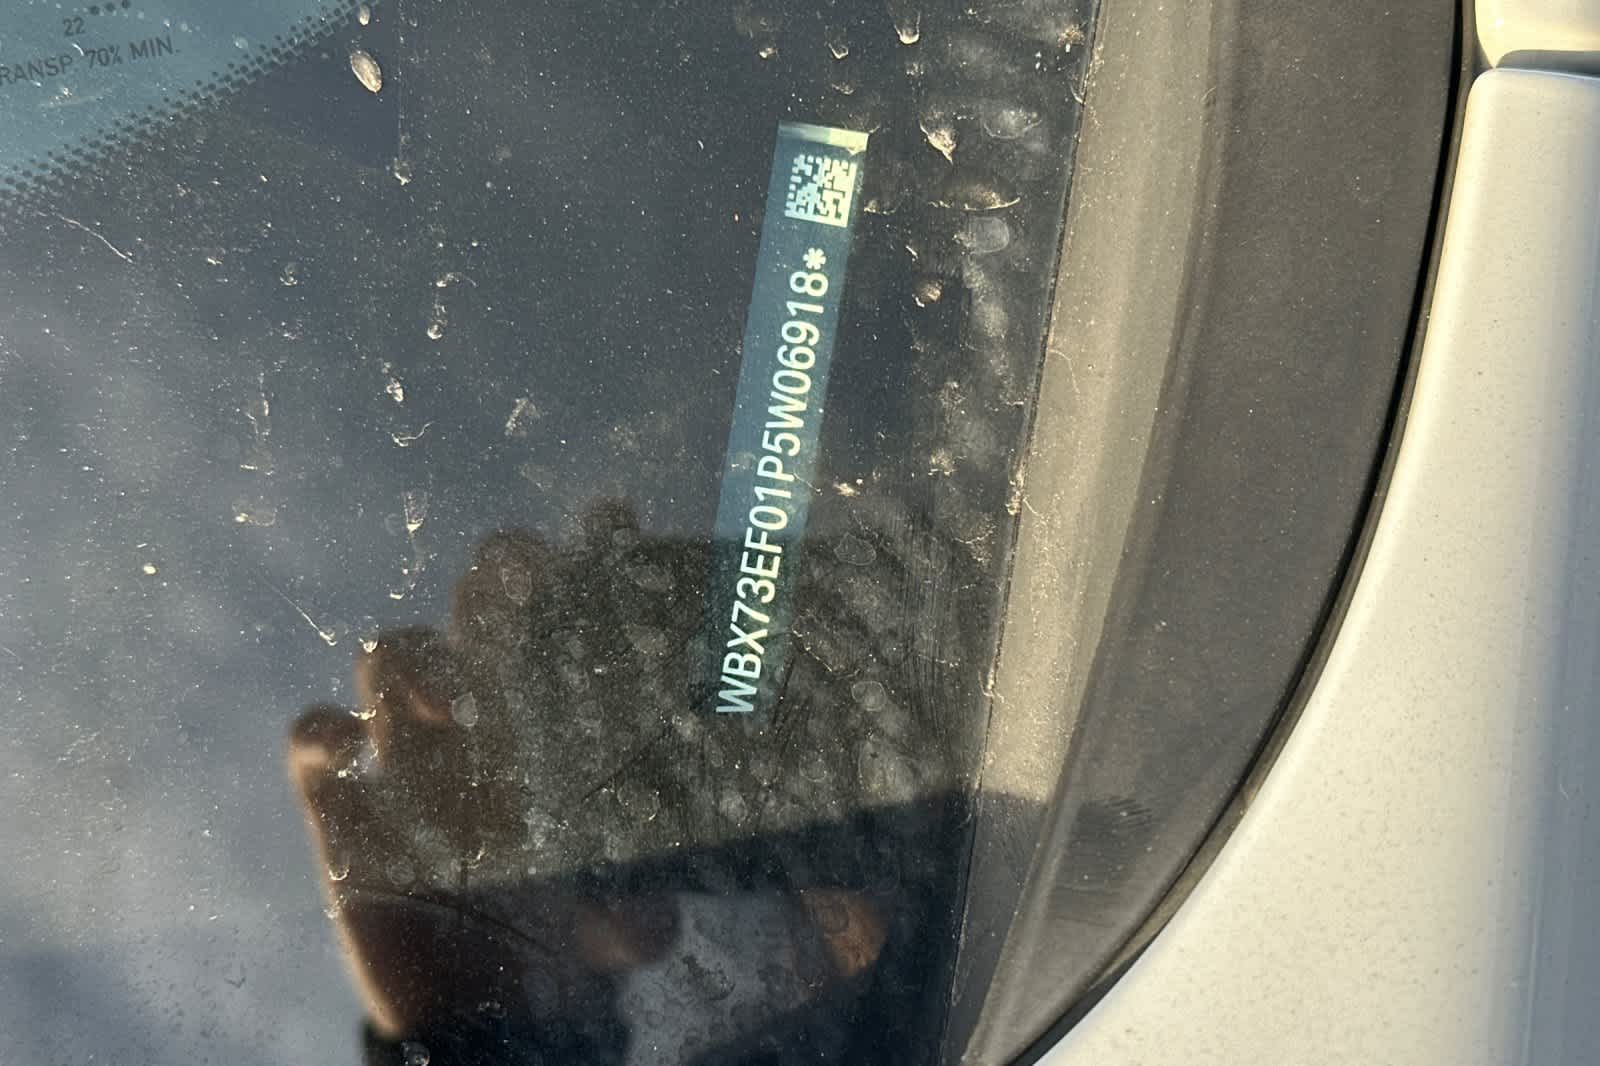 22
RANSP 70% MIN.
WBX73EF01P5W06918*